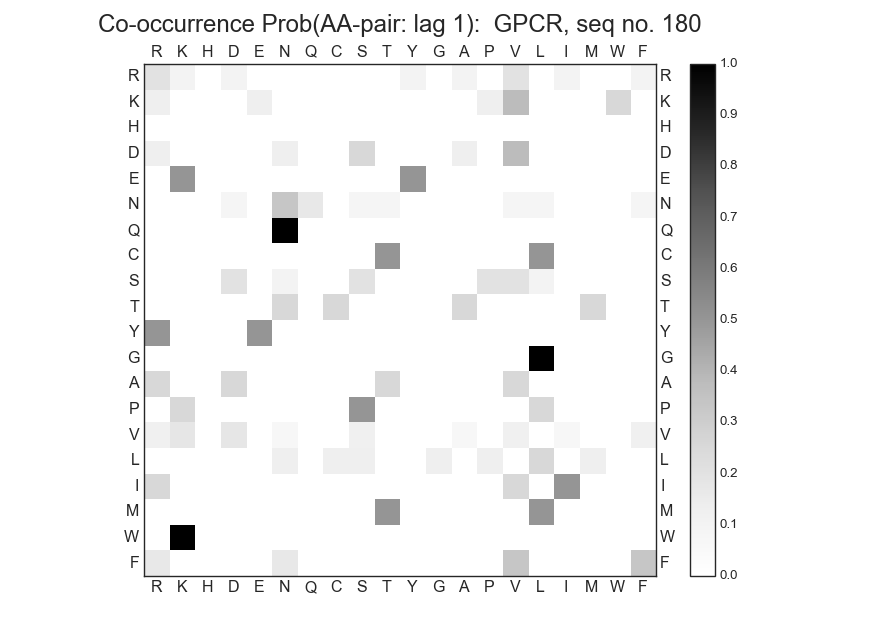 Co-occurrence Prob(AA-pair: lag 1):  GPCR, seq no. 180
R K H D E N Q C S T Y G A P V L I M W F
R R
K K
H H
D D
E E
N N
Q Q
C C
S S
T T
Y Y
G G
A A
P P
V V
L L
I I
M M
W W
F F
R K H D E N Q C S T Y G A P V L I M W F
1.0
0.9
0.8
0.7
0.6
0.5
0.4
0.3
0.2
0.1
0.0